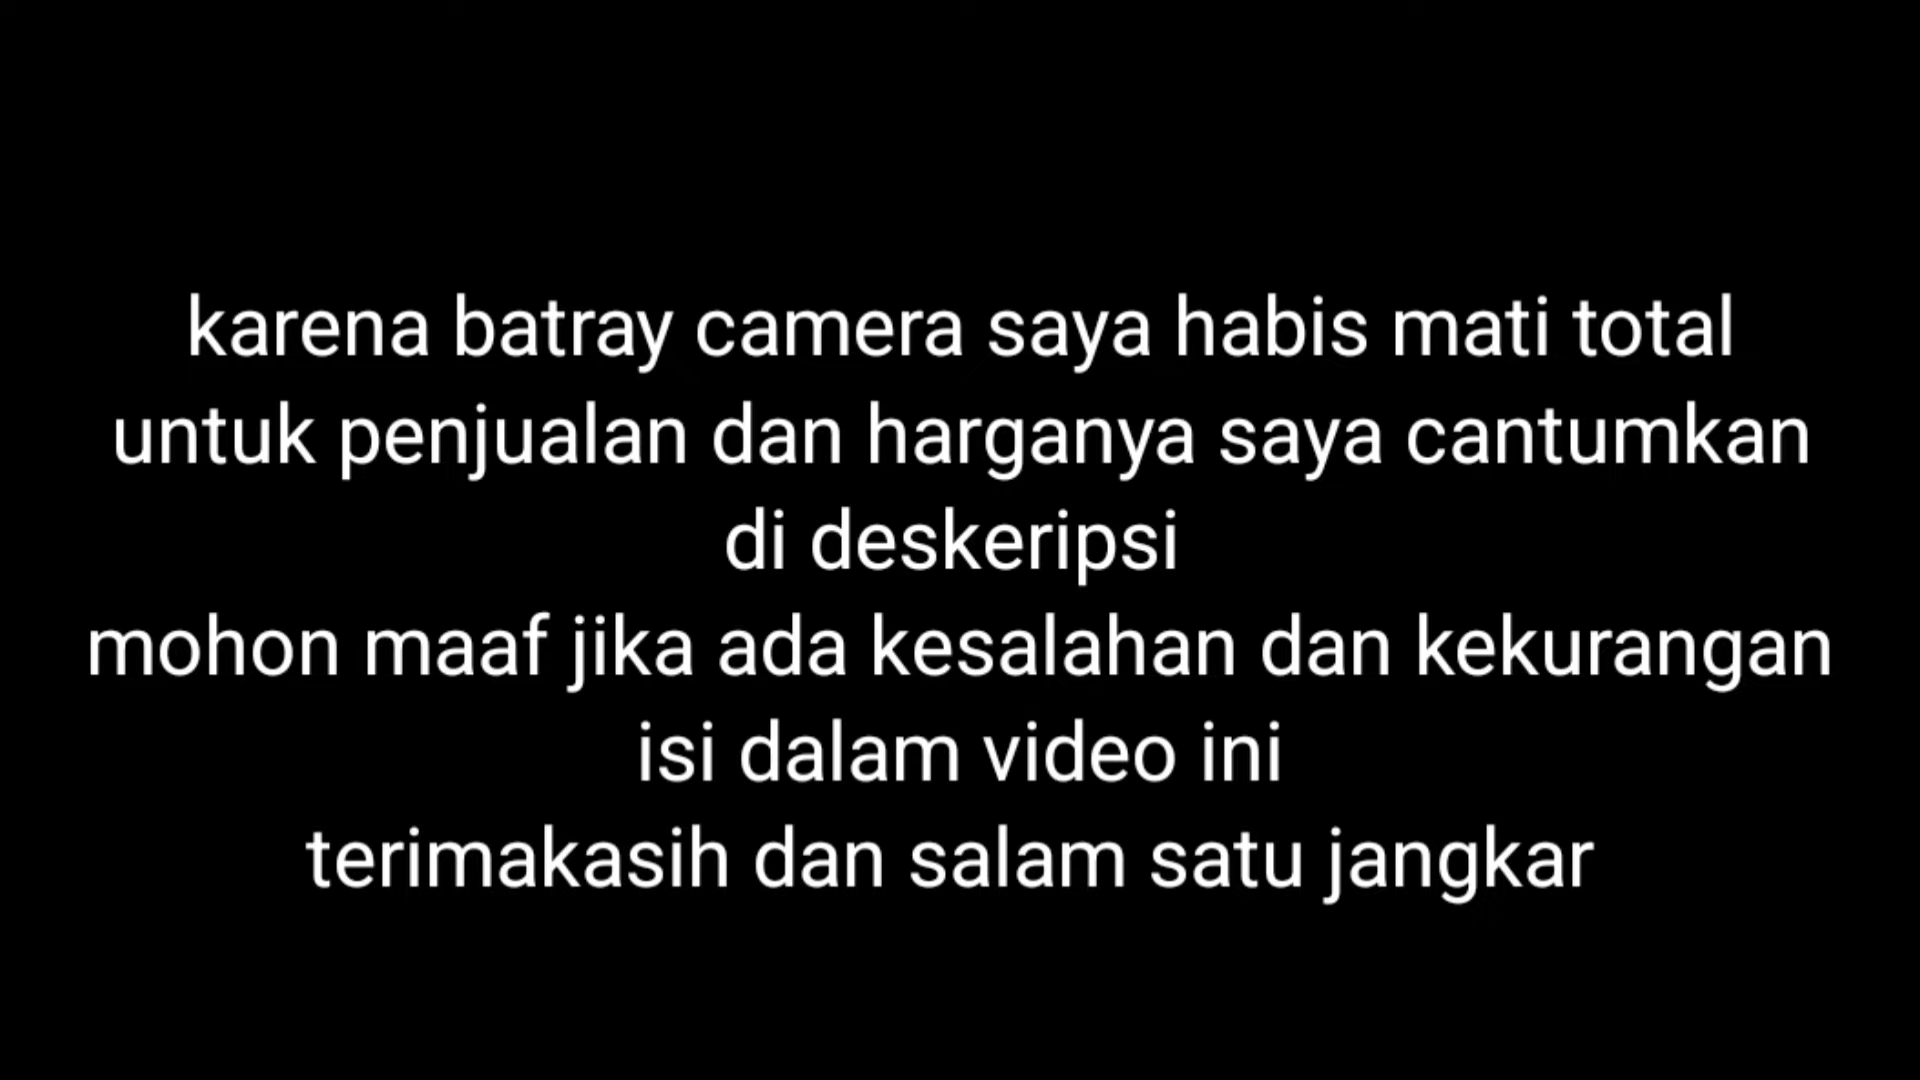 karena batray camera saya habis mati total
untuk penjualan dan harganya saya cantumkan
di deskeripsi
mohon maaf jika ada kesalahan dan kekurangan
isi dalam video ini
terimakasih dan salam satu jangkar